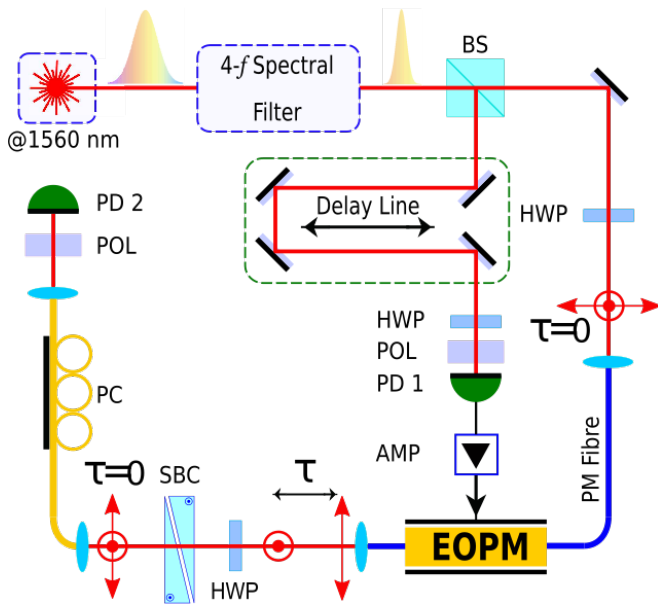 BS
4-f Spectral
Filter
@1560 nm
PD 2
Delay Line
HWP
POL
HWP
τ=0
POL
PD 1
PC
AMP
PM Fibre
τ=0
SBC
τ
EOPM
HWP